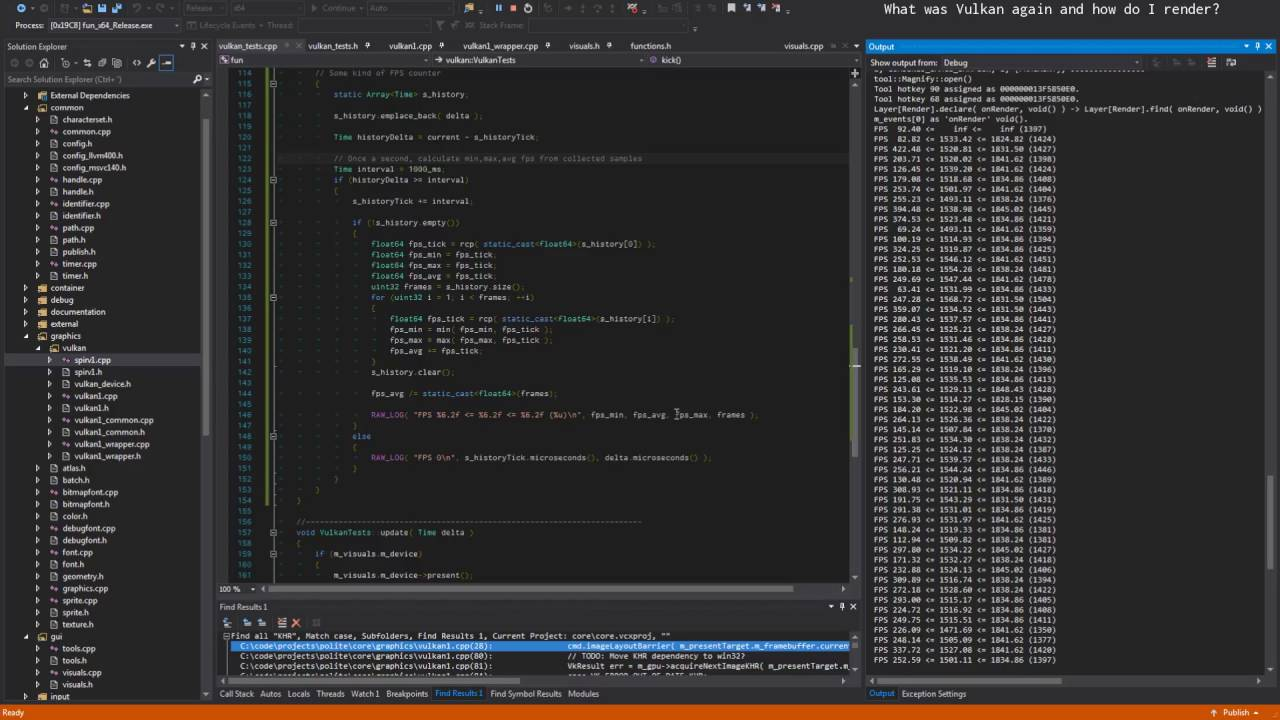 What was Vulkan again and how do I render?
Release
x64
Continue
Process: [0x19C8] fun_x64_Release.exe
Lifecycle Events
Thread:
Stack Frame:
Solution Explorer
Search Solution Explorer (Ctrl+')
External Dependencies
common
characterset.h
common.cpp
config.h
config_llvm400.h
config_msvc140.h
handle.cpp
handle.h
identifier.cpp
identifier.h
path.cpp
path.h
publish.h
timer.cpp
timer.h
container
debug
documentation
external
graphics
vulkan
spirv1.cpp
spirv1.h
vulkan_device.h
vulkan1.cpp
vulkan1.h
vulkan1_common.cpp
vulkan1_common.h
vulkan1_wrapper.cpp
vulkan1_wrapper.h
atlas.h
batch.h
bitmapfont.cpp
bitmapfont.h
color.h
debugfont.cpp
debugfont.h
font.cpp
font.h
geometry.h
graphics.cpp
sprite.cpp
sprite.h
texture.h
gui
tools.cpp
tools.h
visuals.cpp
visuals.h
input
vulkan_tests.cpp
vulkan_tests.h
vulkan1.cpp
vulkan1_wrapper.cpp
visuals.h
functions.h
visuals.cpp
fun
vulkan::VulkanTests
kick()
114 // Some kind of FPS counter
115 {
116 static Array<Time> s_history;
117
118 s_history.emplace_back( delta );
119
120 Time historyDelta = current - s_historyTick;
121
122 // Once a second, calculate min,max,avg fps from collected samples
123 Time interval = 1000_ms;
124 if (historyDelta >= interval)
125 {
126 s_historyTick += interval;
127
128 if (!s_history.empty())
129 {
130 float64 fps_tick = rcp( static_cast<float64>(s_history[0]) );
131 float64 fps_min = fps_tick;
132 float64 fps_max = fps_tick;
133 float64 fps_avg = fps_tick;
134 uint32 frames = s_history.size();
135 for (uint32 i = 1; i < frames; ++i)
136 {
137 float64 fps_tick = rcp( static_cast<float64>(s_history[i]) );
138 fps_min = min( fps_min, fps_tick );
139 fps_max = max( fps_max, fps_tick );
140 fps_avg += fps_tick;
141 }
142 s_history.clear();
143
144 fps_avg /= static_cast<float64>(frames);
145
146 RAW_LOG( "FPS %6.2f <= %6.2f <= %6.2f (%u)\n", fps_min, fps_avg, fps_max, frames );
147 }
148 else
149 {
150 RAW_LOG( "FPS 0\n", s_historyTick.microseconds(), delta.microseconds() );
151 }
152 }
153 }
154 }
155
156 //----------------------------------------------------------------------
157 void VulkanTests::update( Time delta )
158 {
159 if (m_visuals.m_device)
160 {
161 m_visuals.m_device->present();
100 %
Find Results 1
Find all "KHR", Match case, Subfolders, Find Results 1, Current Project: core\core.vcxproj, ""
C:\code\projects\polite\core\graphics\vulkan1.cpp(28): cmd.imageLayoutBarrier( m_presentTarget.m_framebuffer.current
C:\code\projects\polite\core\graphics\vulkan1.cpp(80): // TODO: Move KHR dependency to win32?
C:\code\projects\polite\core\graphics\vulkan1.cpp(81): VkResult err = m_gpu->acquireNextImageKHR( m_presentTarget.m
Call Stack
Autos
Locals
Threads
Watch 1
Breakpoints
Find Results 1
Find Symbol Results
Modules
Output
Show output from: Debug
tool::Magnify::open()
Tool hotkey 90 assigned as 000000013F5850E0.
Tool hotkey 68 assigned as 000000013F5850E0.
Layer[Render].declare( onRender, void() ) -> Layer[Render].find( onRender, void() )
m_events[0] as 'onRender' void().
FPS 92.40 <= inf <= inf (1397)
FPS 82.82 <= 1533.42 <= 1824.82 (1424)
FPS 422.48 <= 1520.81 <= 1831.50 (1427)
FPS 203.71 <= 1520.02 <= 1841.62 (1398)
FPS 126.45 <= 1539.20 <= 1834.86 (1416)
FPS 179.08 <= 1518.68 <= 1834.86 (1408)
FPS 253.74 <= 1501.97 <= 1841.62 (1404)
FPS 255.23 <= 1493.11 <= 1838.24 (1376)
FPS 394.48 <= 1538.98 <= 1845.02 (1445)
FPS 374.53 <= 1523.48 <= 1834.86 (1421)
FPS 69.24 <= 1493.11 <= 1841.62 (1359)
FPS 100.19 <= 1514.93 <= 1834.86 (1394)
FPS 324.25 <= 1519.87 <= 1834.86 (1425)
FPS 252.53 <= 1546.12 <= 1841.62 (1451)
FPS 180.18 <= 1554.26 <= 1838.24 (1481)
FPS 249.69 <= 1547.44 <= 1828.15 (1471)
FPS 63.41 <= 1531.99 <= 1834.86 (1433)
FPS 247.28 <= 1568.72 <= 1831.50 (1504)
FPS 359.07 <= 1534.52 <= 1831.50 (1443)
FPS 280.43 <= 1537.57 <= 1834.86 (1441)
FPS 266.45 <= 1525.21 <= 1838.24 (1427)
FPS 230.41 <= 1521.20 <= 1834.86 (1411)
FPS 272.55 <= 1538.49 <= 1841.62 (1430)
FPS 165.29 <= 1510.19 <= 1838.24 (1396)
FPS 125.08 <= 1513.95 <= 1834.86 (1413)
FPS 243.61 <= 1529.13 <= 1848.43 (1426)
FPS 153.30 <= 1514.27 <= 1828.15 (1390)
FPS 184.20 <= 1522.98 <= 1845.02 (1404)
FPS 264.13 <= 1526.36 <= 1838.24 (1412)
FPS 145.14 <= 1507.84 <= 1838.24 (1370)
FPS 251.83 <= 1514.30 <= 1838.24 (1408)
FPS 125.25 <= 1524.12 <= 1838.24 (1387)
FPS 247.71 <= 1539.57 <= 1834.86 (1434)
FPS 256.21 <= 1544.24 <= 1834.86 (1446)
FPS 130.48 <= 1520.94 <= 1841.62 (1389)
FPS 308.93 <= 1521.11 <= 1834.86 (1418)
FPS 191.75 <= 1543.29 <= 1831.50 (1431)
FPS 291.38 <= 1531.01 <= 1834.86 (1414)
FPS 276.93 <= 1531.97 <= 1841.62 (1425)
FPS 148.24 <= 1519.33 <= 1834.86 (1381)
FPS 112.94 <= 1509.82 <= 1838.24 (1381)
FPS 297.80 <= 1534.22 <= 1845.02 (1421)
FPS 171.32 <= 1532.27 <= 1838.24 (1408)
FPS 232.88 <= 1524.13 <= 1845.02 (1406)
FPS 309.89 <= 1516.74 <= 1838.24 (1394)
FPS 272.18 <= 1528.60 <= 1838.24 (1423)
FPS 293.00 <= 1515.17 <= 1834.86 (1405)
FPS 224.72 <= 1516.92 <= 1834.86 (1408)
FPS 249.75 <= 1515.51 <= 1834.86 (1413)
FPS 226.09 <= 1471.69 <= 1841.62 (1350)
FPS 248.14 <= 1505.09 <= 1841.62 (1397)
FPS 337.72 <= 1527.08 <= 1841.62 (1420)
FPS 252.59 <= 1501.11 <= 1834.86 (1397)
Output
Exception Settings
Ready
Publish